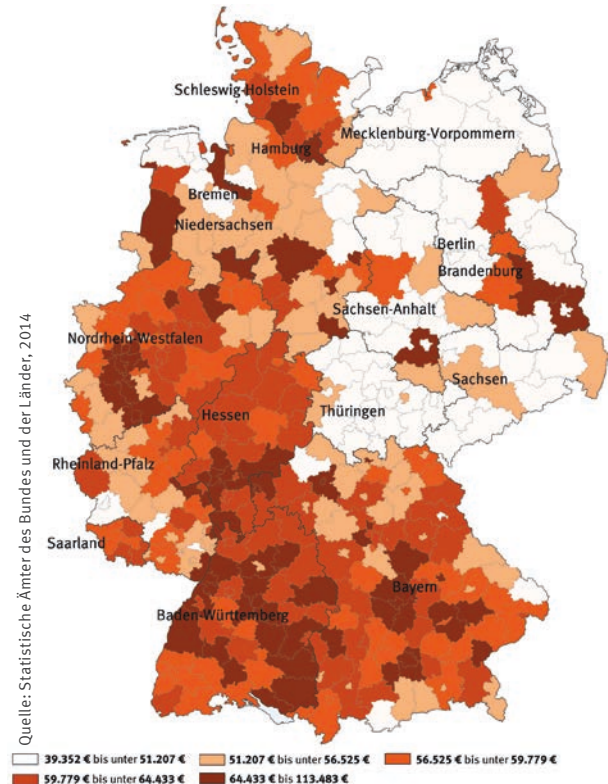 Schleswig-Holstein
Mecklenburg-Vorpommern
Hamburg
Bremen
Niedersachsen
Berlin
Brandenburg
Sachsen-Anhalt
Nordrhein-Westfalen
Sachsen
Hessen
Thüringen
Rheinland-Pfalz
Saarland
Bayern
Baden-Württemberg
Quelle: Statistische Ämter des Bundes und der Länder, 2014
39.352 € bis unter 51.207 €
51.207 € bis unter 56.525 €
56.525 € bis unter 59.779 €
59.779 € bis unter 64.433 €
64.433 € bis 113.483 €